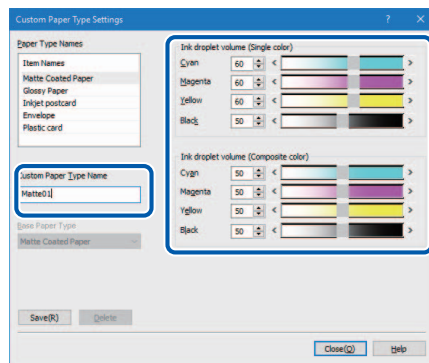 Custom Paper Type Settings
Paper Type Names
Item Names
Matte Coated Paper
Glossy Paper
Inkjet postcard
Envelope
Plastic card
Custom Paper Type Name
Matte01
Base Paper Type
Matte Coated Paper
Save(R)
Delete
Ink droplet volume (Single color)
Cyan 60
Magenta 60
Yellow 60
Black 50
Ink droplet volume (Composite color)
Cyan 50
Magenta 50
Yellow 50
Black 50
Close(O)
Help